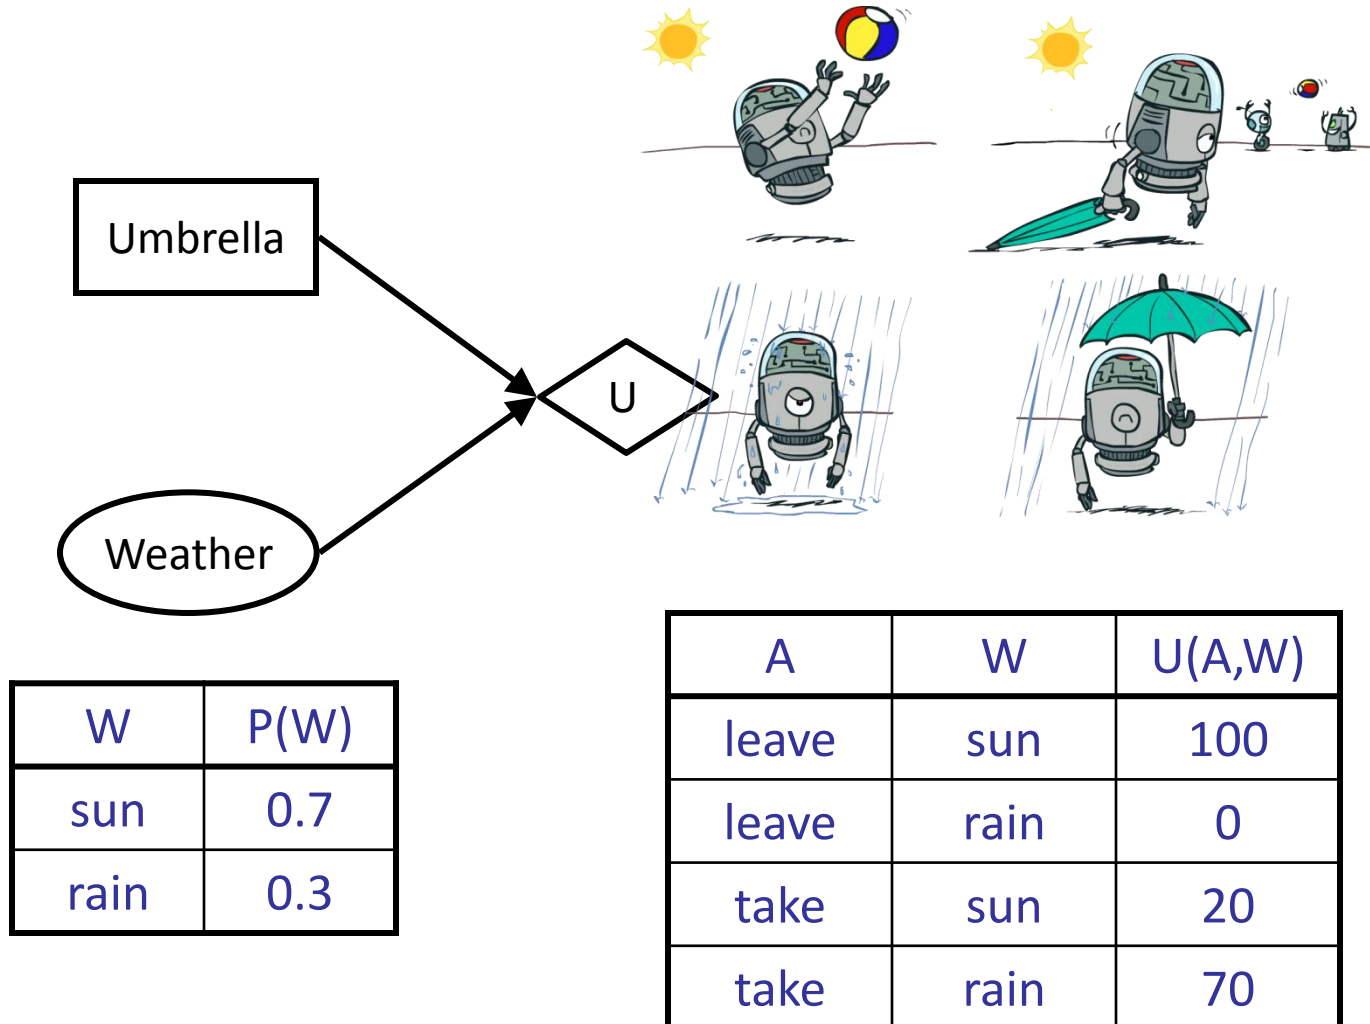 Umbrella
U
Weather
W P(W)
sun 0.7
rain 0.3
A W U(A,W)
leave sun 100
leave rain 0
take sun 20
take rain 70